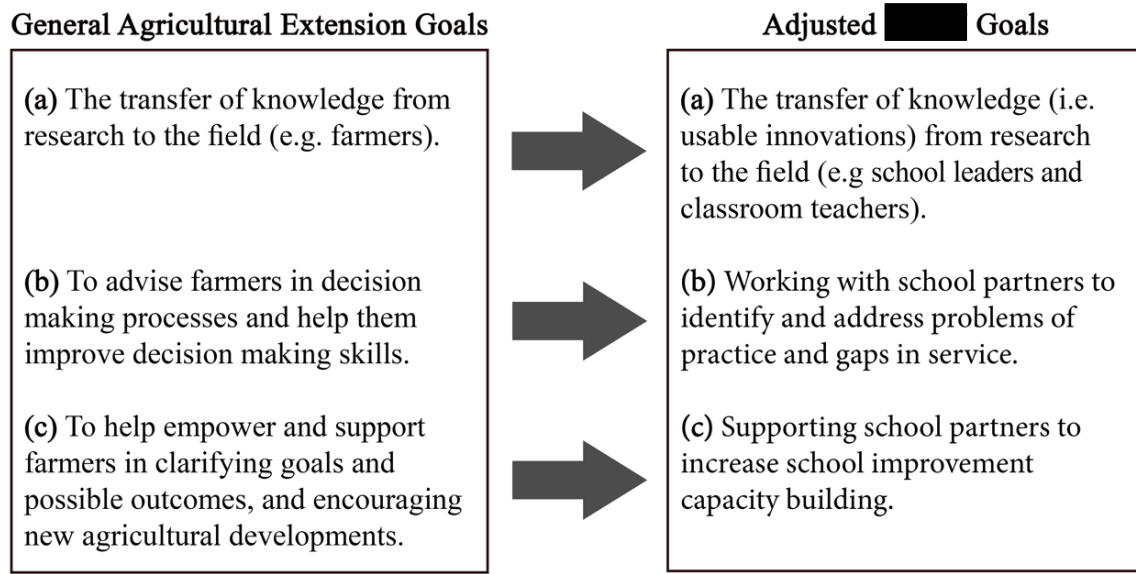 General Agricultural Extension Goals
(a) The transfer of knowledge from
research to the field (e.g. farmers).
(b) To advise farmers in decision
making processes and help them
improve decision making skills.
(c) To help empower and support
farmers in clarifying goals and
possible outcomes, and encouraging
new agricultural developments.
Adjusted Goals
(a) The transfer of knowledge (i.e.
usable innovations) from research
to the field (e.g school leaders and
classroom teachers).
(b) Working with school partners to
identify and address problems of
practice and gaps in service.
(c) Supporting school partners to
increase school improvement
capacity building.